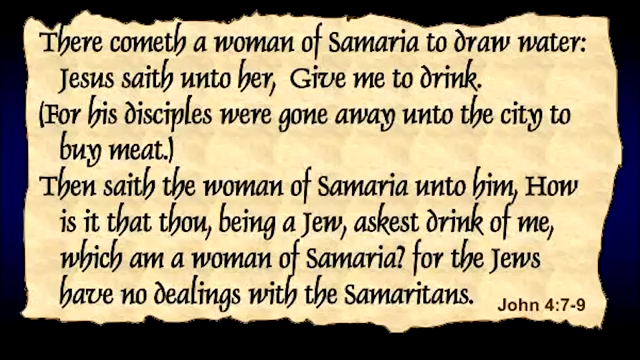 There cometh a woman of Samaria to draw water:
Jesus saith unto her, Give me to drink.
(For his disciples were gone away unto the city to
buy meat.)
Then saith the woman of Samaria unto him, How
is it that thou, being a Jew, askest drink of me,
which am a woman of Samaria? for the Jews
have no dealings with the Samaritans.
John 4:7-9